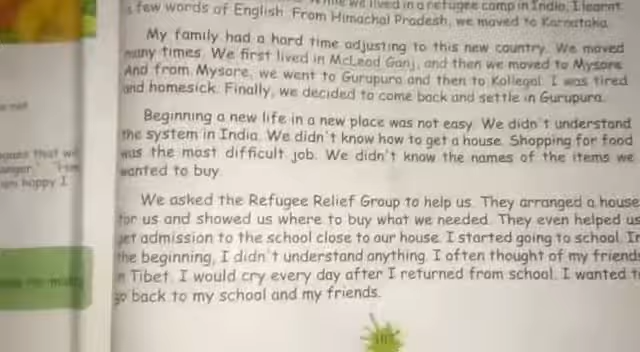 we lived in a refugee camp in India. I learnt
a few words of English. From Himachal Pradesh, we moved to Karnataka.
My family had a hard time adjusting to this new country. We moved
many times. We first lived in McLeod Ganj, and then we moved to Mysore.
And from Mysore, we went to Gurupura and then to Kollegal. I was tired
and homesick. Finally, we decided to come back and settle in Gurupura.
Beginning a new life in a new place was not easy. We didn't understand
the system in India. We didn't know how to get a house. Shopping for food
was the most difficult job. We didn't know the names of the items we
wanted to buy.
We asked the Refugee Relief Group to help us. They arranged a house
for us and showed us where to buy what we needed. They even helped us
get admission to the school close to our house. I started going to school. In
the beginning, I didn't understand anything. I often thought of my friends
in Tibet. I would cry every day after I returned from school. I wanted to
go back to my school and my friends.
that
am happy I